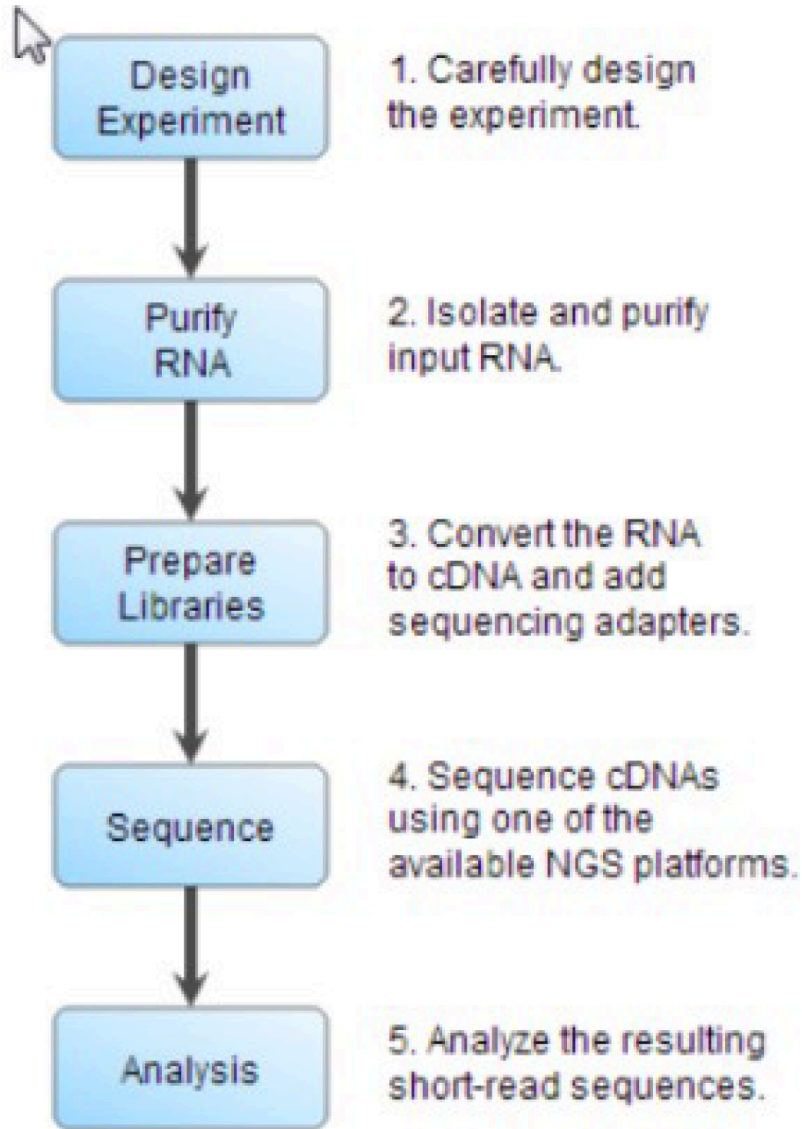 Design
Experiment
1. Carefully design
the experiment.
Purify
RNA
2. Isolate and purify
input RNA.
Prepare
Libraries
3. Convert the RNA
to cDNA and add
sequencing adapters.
Sequence
4. Sequence cDNAs
using one of the
available NGS platforms.
Analysis
5. Analyze the resulting
short-read sequences.